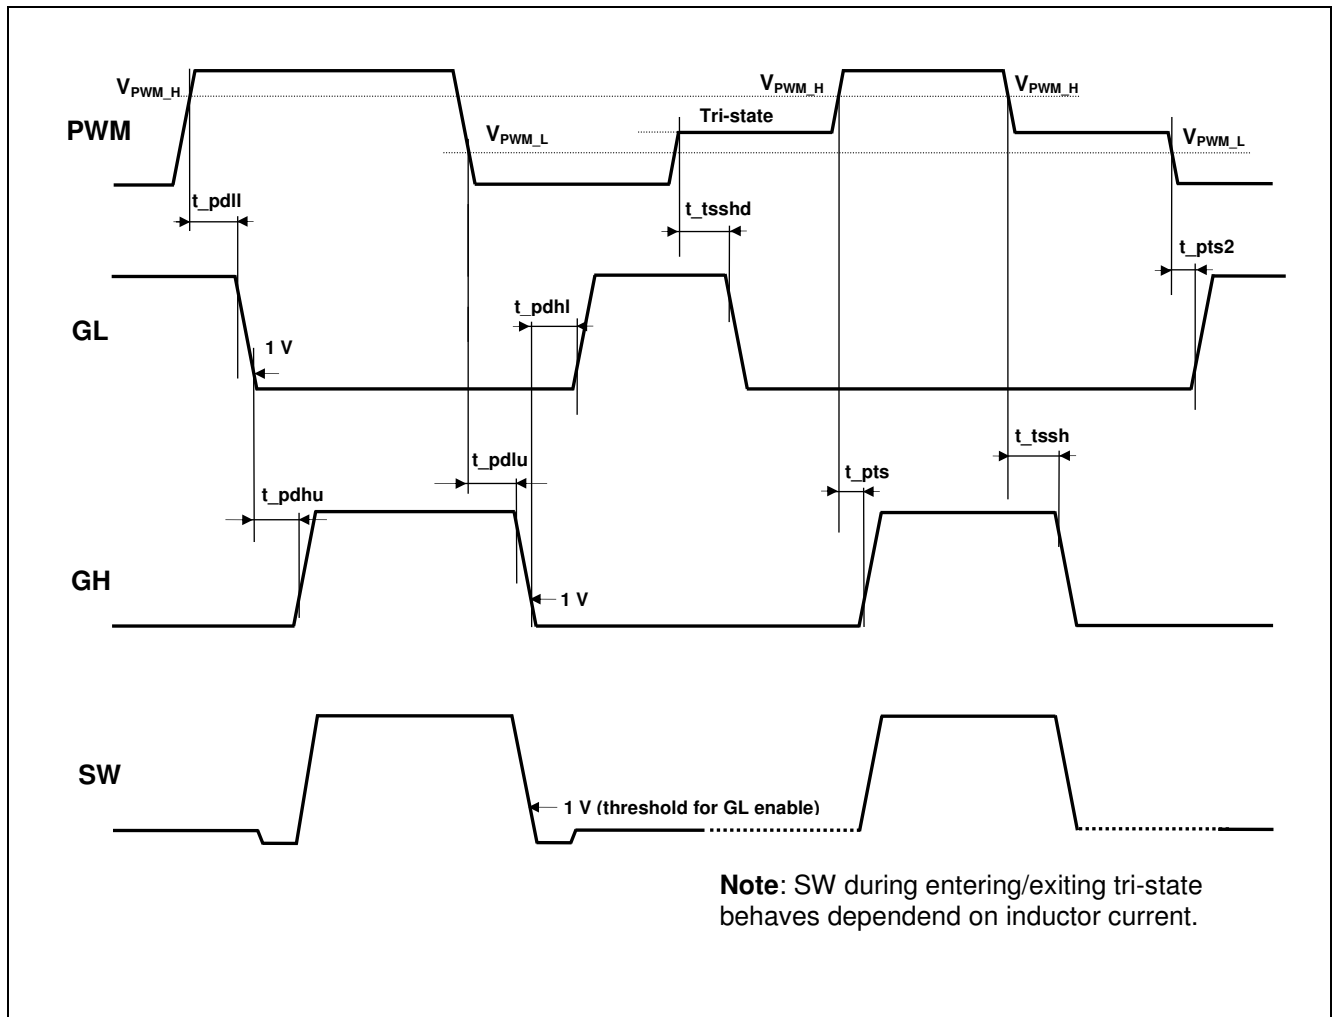 V_PWM_H
V_PWM_H
V_PWM_H
Tri-state
PWM
V_PWM_L
V_PWM_L
t_pdll
t_tsshd
t_pts2
t_pdhl
GL
1 V
t_tssh
t_pdlu
t_pts
t_pdhu
GH
1 V
SW
1 V (threshold for GL enable)
Note: SW during entering/exiting tri-state
behaves dependend on inductor current.